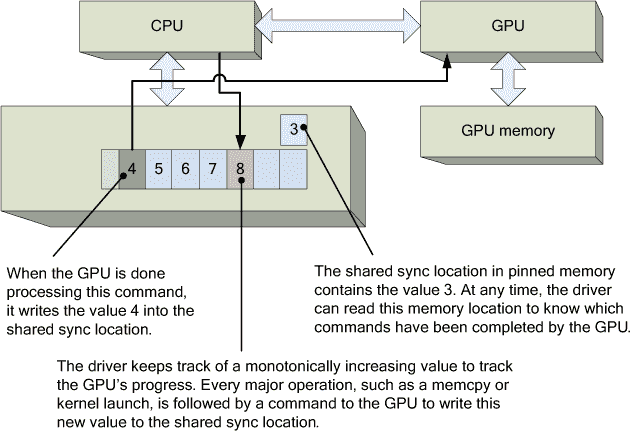 CPU
GPU
GPU memory
3
4 5 6 7 8
When the GPU is done
processing this command,
it writes the value 4 into the
shared sync location.
The shared sync location in pinned memory
contains the value 3. At any time, the driver
can read this memory location to know which
commands have been completed by the GPU.
The driver keeps track of a monotonically increasing value to track
the GPU’s progress. Every major operation, such as a memcpy or
kernel launch, is followed by a command to the GPU to write this
new value to the shared sync location.